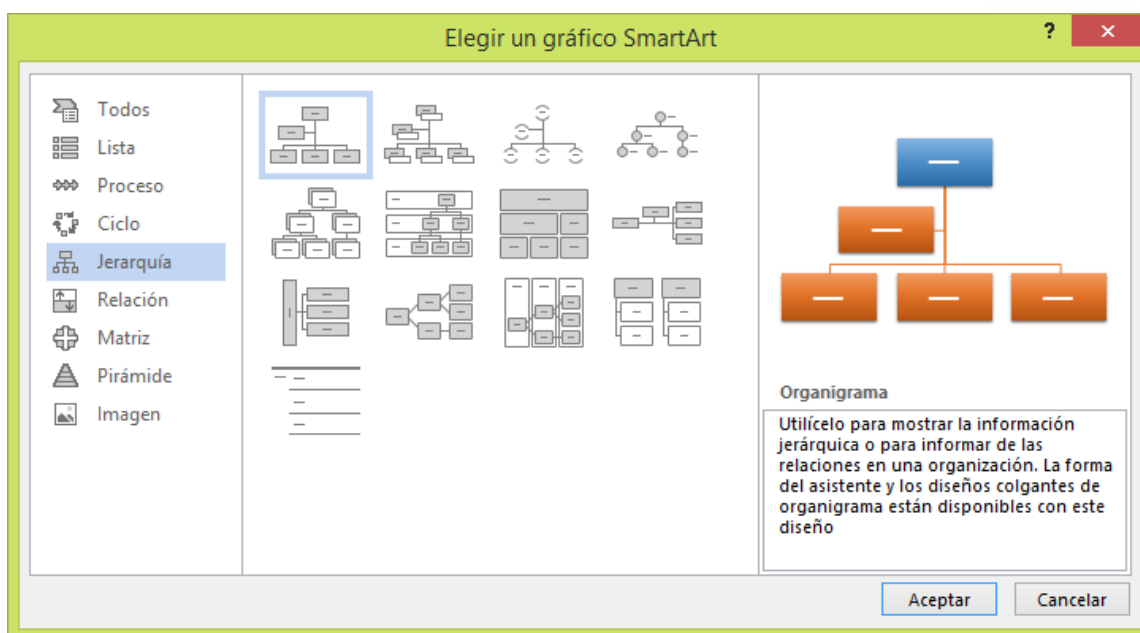 Elegir un gráfico SmartArt
?
Todos
Lista
Proceso
Ciclo
Jerarquía
Relación
Matriz
Pirámide
Imagen
Organigrama
Utilícelo para mostrar la información
jerárquica o para informar de las
relaciones en una organización. La forma
del asistente y los diseños colgantes de
organigrama están disponibles con este
diseño
Aceptar
Cancelar